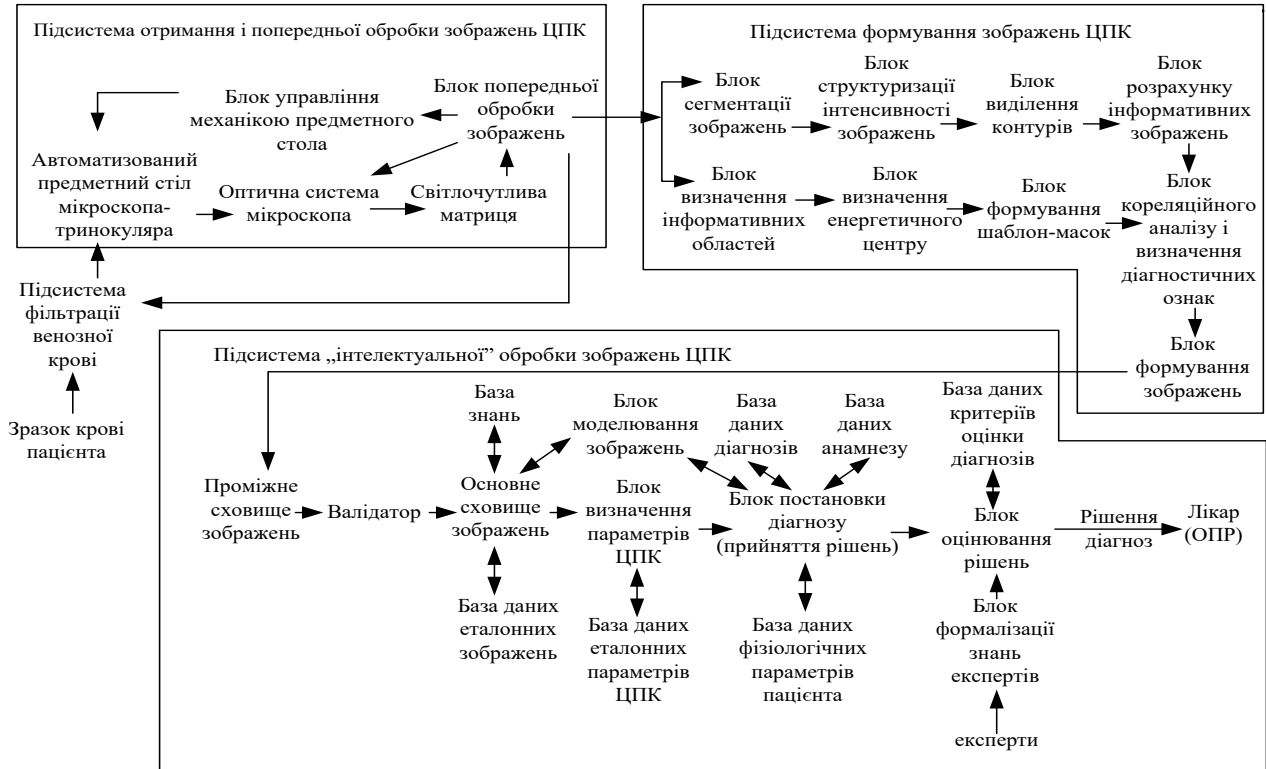 Підсистема отримання і попередньої обробки зображень ЦПК
Блок управління
механікою предметного
стола
Блок попередньої
обробки
зображень
Автоматизований
предметний стіл
мікроскопа-
тринокуляра
Оптична система
мікроскопа
Світлочутлива
матриця
Підсистема формування зображень ЦПК
Блок
сегментації
зображень
Блок
структуризації
інтенсивності
зображень
Блок
виділення
контурів
Блок
розрахунку
інформативних
зображень
Блок
визначення
інформативних
областей
Блок
визначення
енергетичного
центру
Блок
формування
шаблон-масок
Блок
кореляційного
аналізу і
визначення
діагностичних
ознак
Блок
формування
зображень
Підсистема
фільтрації
венозної
крові
Зразок крові
пацієнта
Підсистема „інтелектуальної” обробки зображень ЦПК
База
знань
Блок
моделювання
зображень
База
даних
діагнозів
База
даних
анамнезу
База даних
критеріїв
оцінки
діагнозів
Проміжне
сховище
зображень
Валідатор
Основне
сховище
зображень
Блок
визначення
параметрів
ЦПК
Блок постановки
діагнозу
(прийняття рішень)
Блок
оцінювання
рішень
Рішення
діагноз
Лікар
(ОПР)
База даних
еталонних
зображень
База даних
еталонних
параметрів
ЦПК
База даних
фізіологічних
параметрів
пацієнта
Блок
формалізації
знань
експертів
експерти